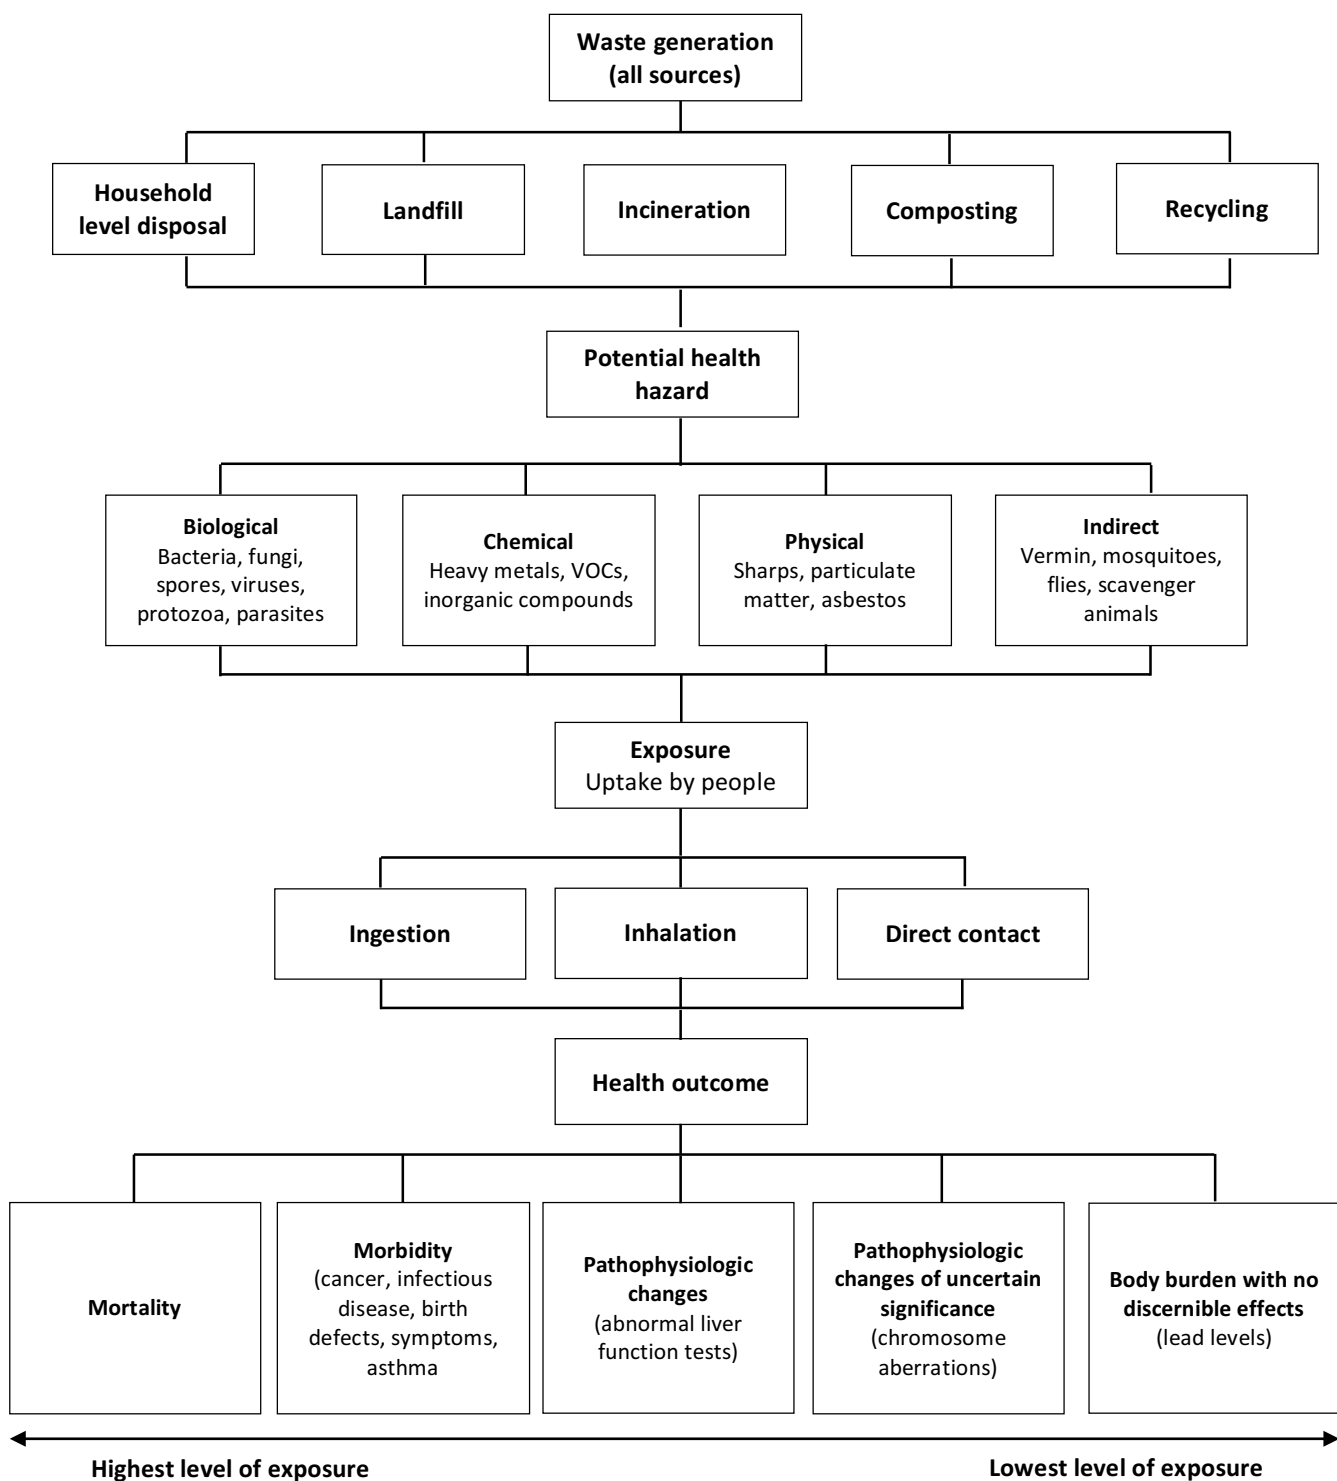 Waste generation
(all sources)
Household
level disposal
Landfill
Incineration
Composting
Recycling
Potential health
hazard
Biological
Bacteria, fungi,
spores, viruses,
protozoa, parasites
Chemical
Heavy metals, VOCs,
inorganic compounds
Physical
Sharps, particulate
matter, asbestos
Indirect
Vermin, mosquitoes,
flies, scavenger
animals
Exposure
Uptake by people
Ingestion
Inhalation
Direct contact
Health outcome
Mortality
Morbidity
(cancer, infectious
disease, birth
defects, symptoms,
asthma
Pathophysiologic
changes
(abnormal liver
function tests)
Pathophysiologic
changes of uncertain
significance
(chromosome
aberrations)
Body burden with no
discernible effects
(lead levels)
Highest level of exposure
Lowest level of exposure